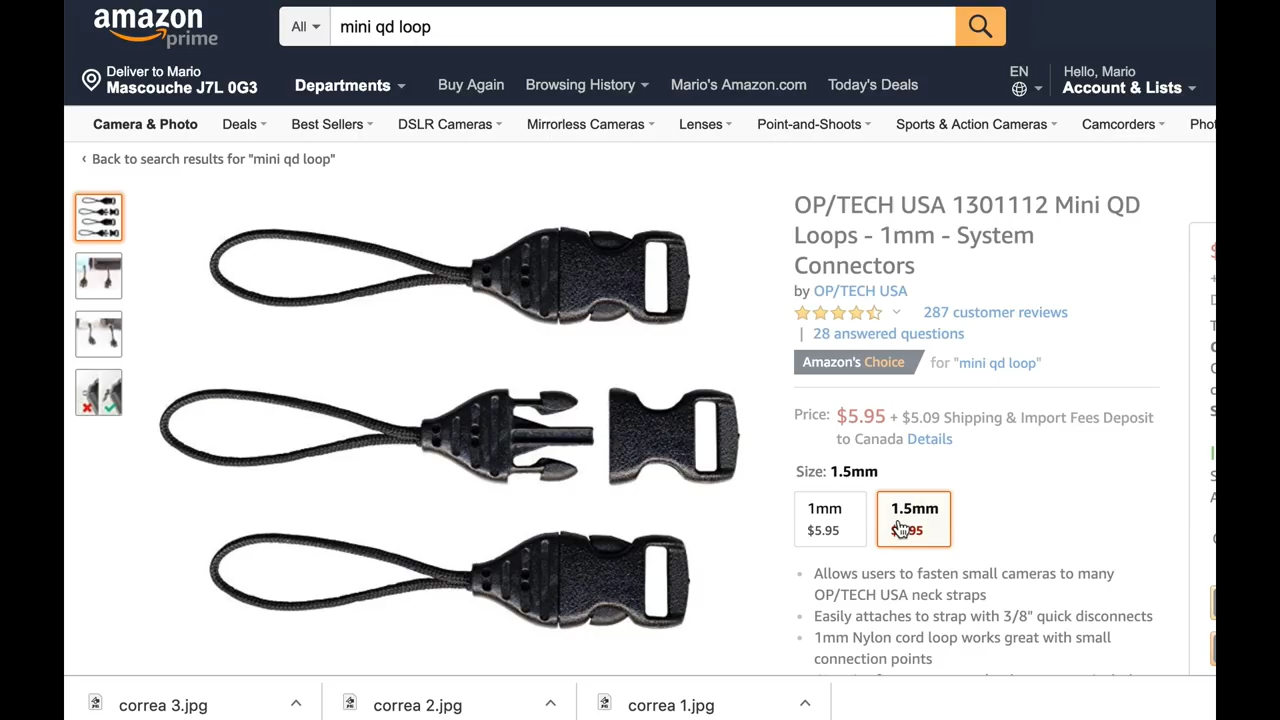 amazon
prime
All
mini qd loop
Deliver to Mario
Mascouche J7L 0G3
Departments
Buy Again
Browsing History
Mario's Amazon.com
Today's Deals
EN
Hello, Mario
Account & Lists
Camera & Photo
Deals
Best Sellers
DSLR Cameras
Mirrorless Cameras
Lenses
Point-and-Shoots
Sports & Action Cameras
Camcorders
‹ Back to search results for "mini qd loop"
OP/TECH USA 1301112 Mini QD
Loops - 1mm - System
Connectors
by OP/TECH USA
287 customer reviews
| 28 answered questions
Amazon's Choice for "mini qd loop"
Price: $5.95 + $5.09 Shipping & Import Fees Deposit
to Canada Details
Size: 1.5mm
1mm
$5.95
1.5mm
• Allows users to fasten small cameras to many
OP/TECH USA neck straps
• Easily attaches to strap with 3/8" quick disconnects
• 1mm Nylon cord loop works great with small
connection points
correa 3.jpg
correa 2.jpg
correa 1.jpg